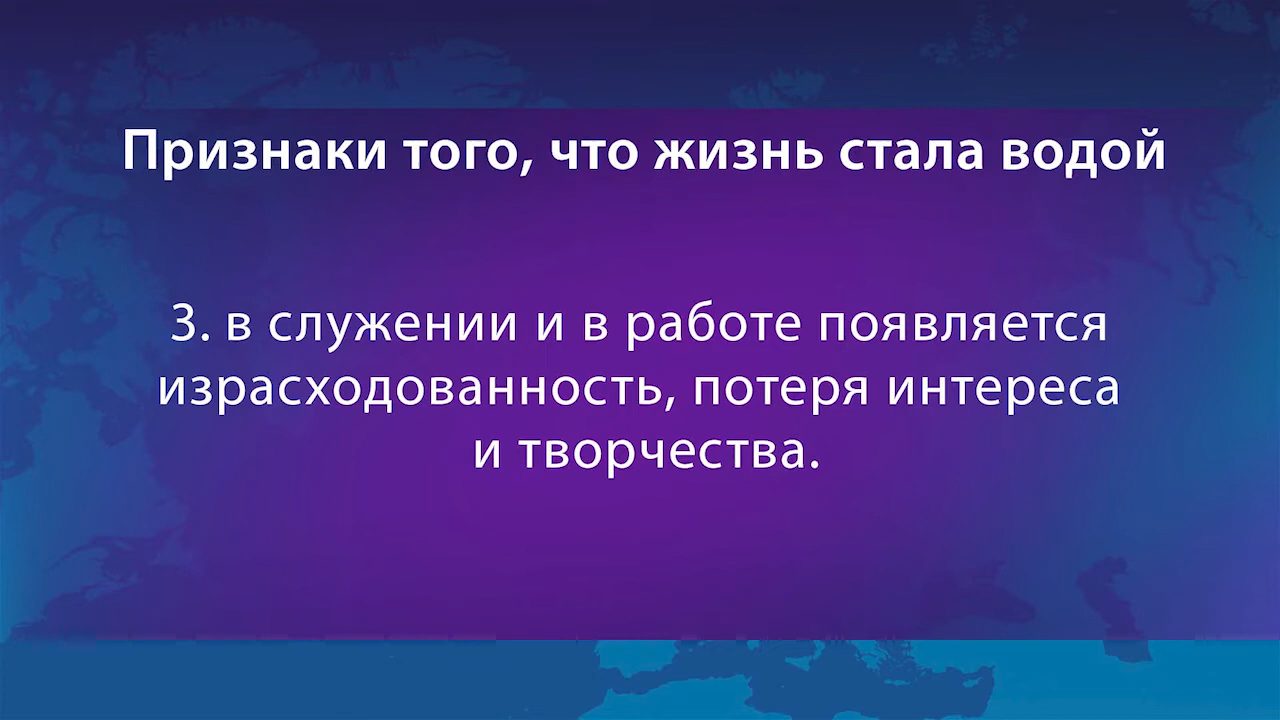 Признаки того, что жизнь стала водой
3. в служении и в работе появляется
израсходованность, потеря интереса
и творчества.